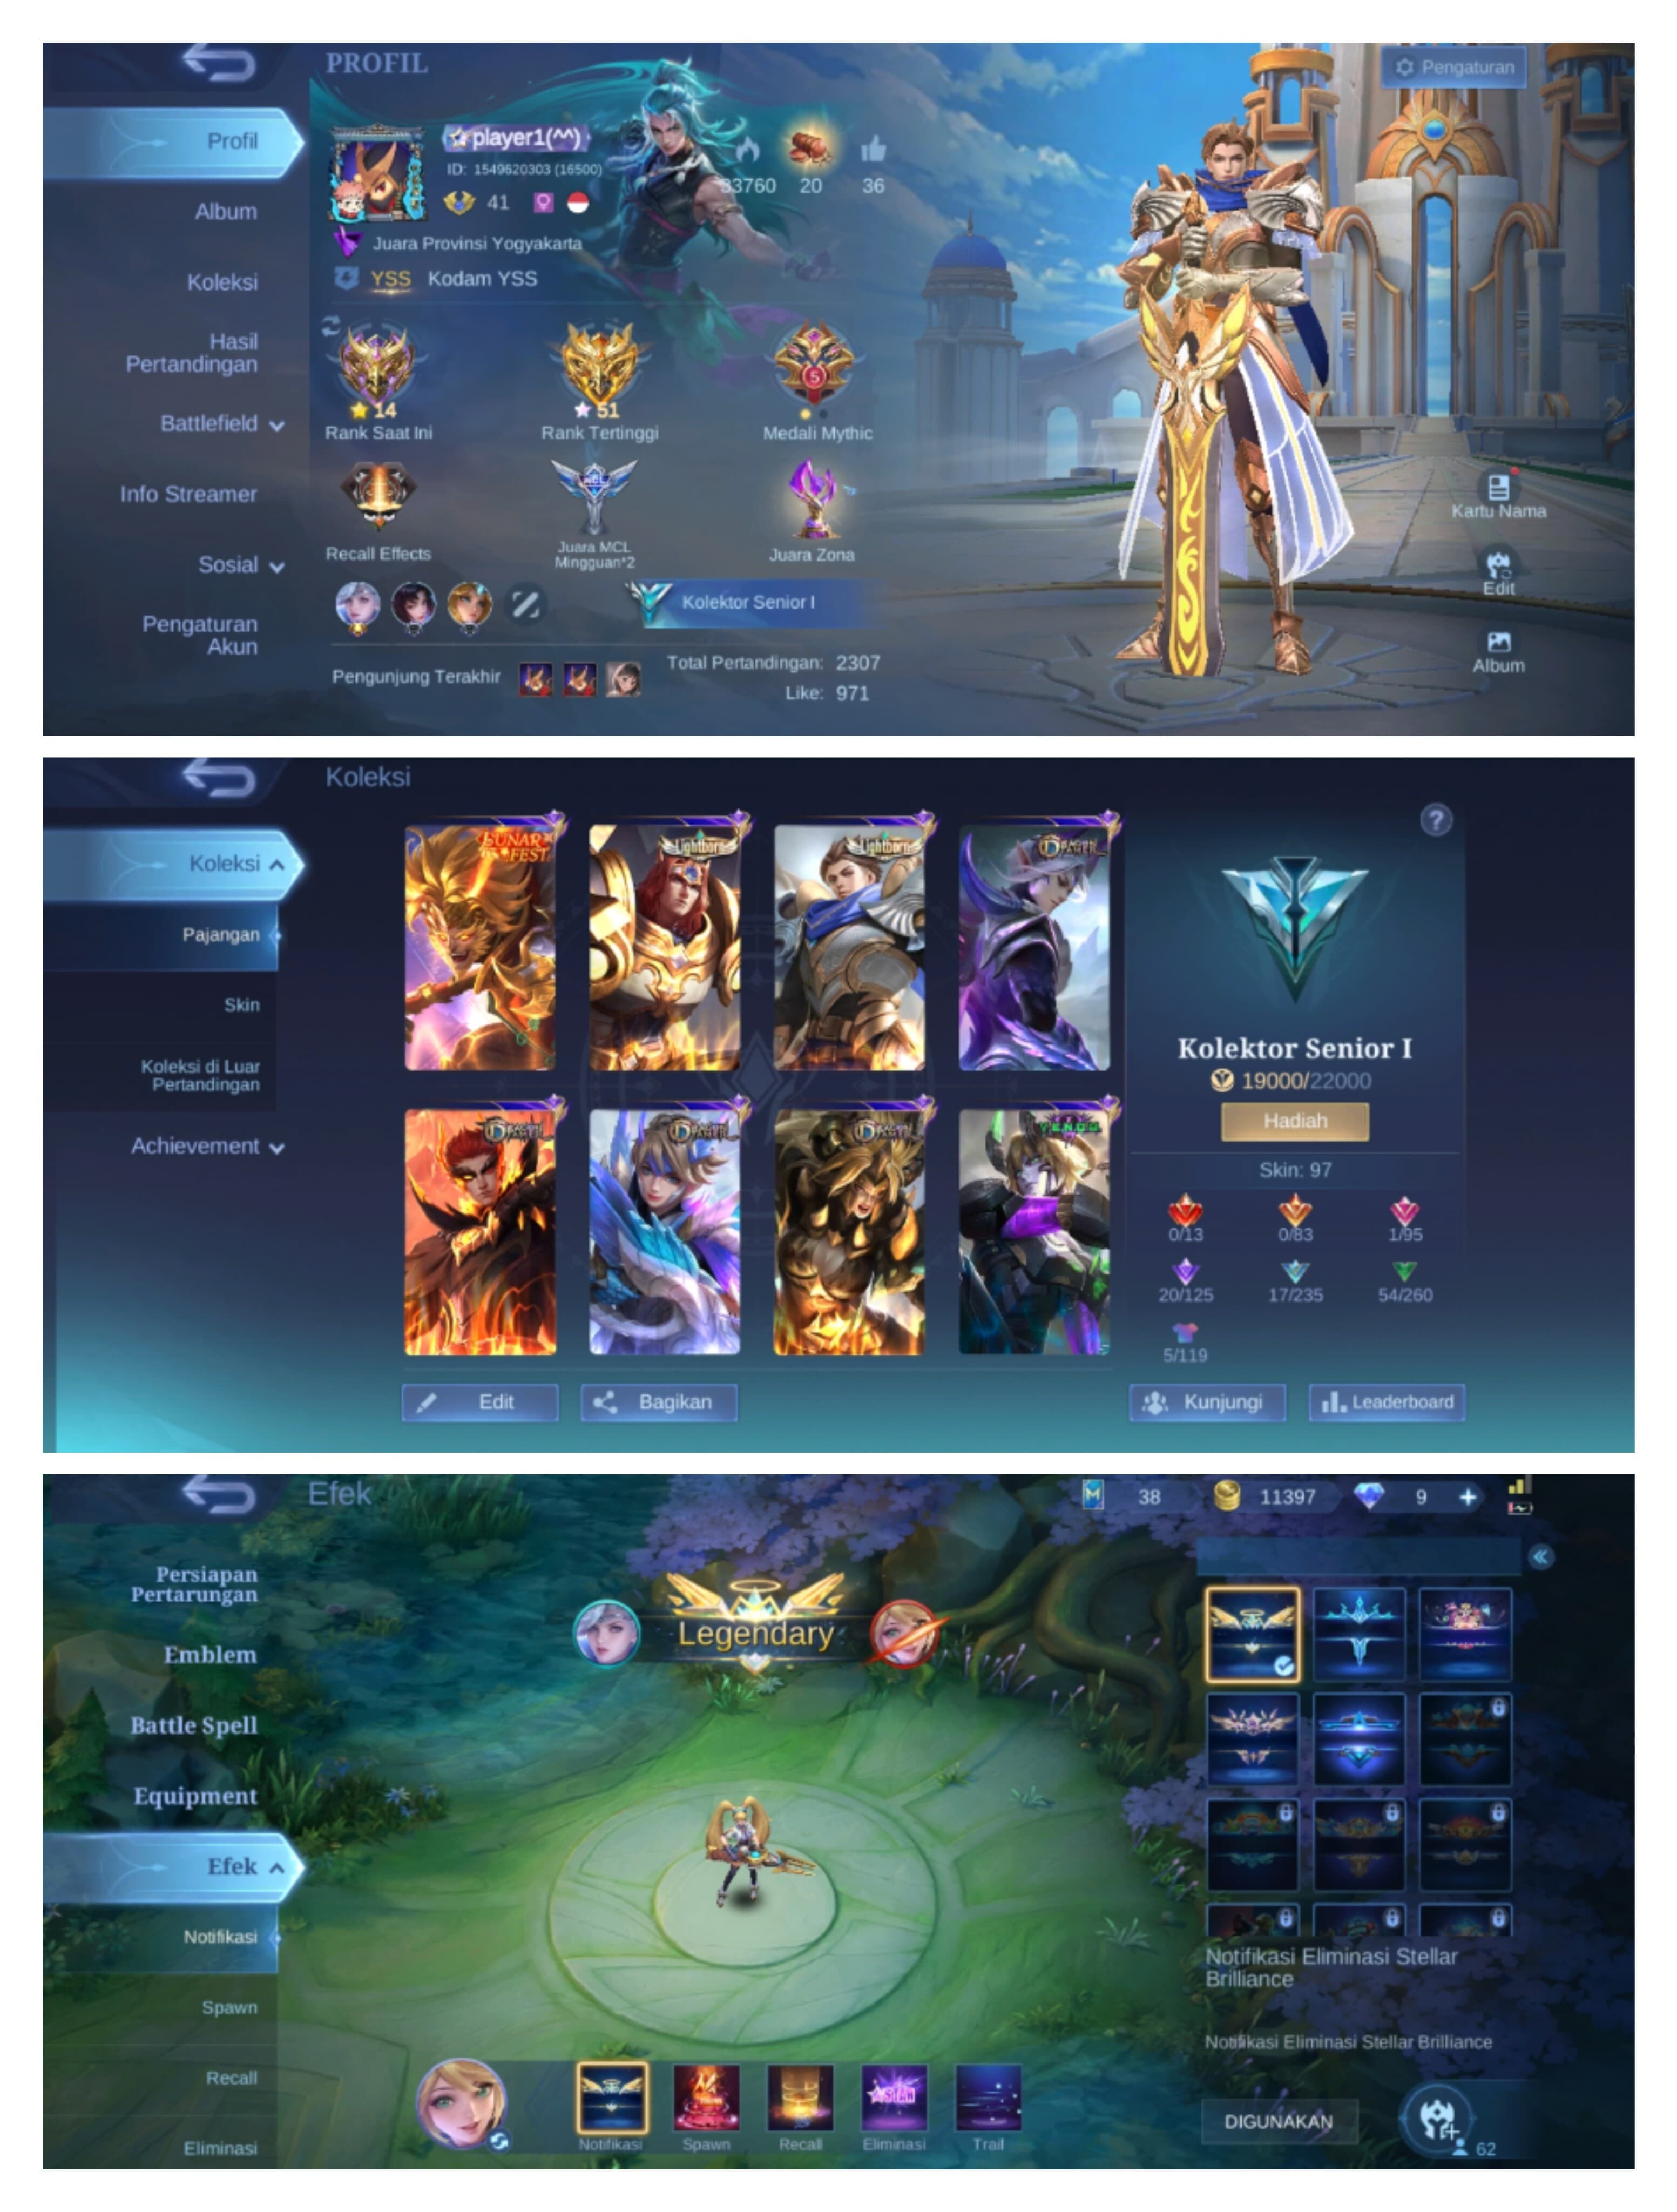 PROFIL
Pengaturan
Profil
Album
Koleksi
Hasil
Pertandingan
Battlefield
Info Streamer
Sosial
Pengaturan
Akun
player1(^^)
ID: 1549620303 (16500)
41
33760
20
36
Juara Provinsi Yogyakarta
YSS Kodam YSS
14
Rank Saat Ini
51
Rank Tertinggi
5
Medali Mythic
Recall Effects
MCL
Juara MCL
Mingguan*2
Juara Zona
Kolektor Senior I
Pengunjung Terakhir
Total Pertandingan: 2307
Like: 971
Kartu Nama
Edit
Album
Koleksi
Koleksi
Pajangan
Skin
Koleksi di Luar
Pertandingan
Achievement
LUNAR
FEST
Lightborn
Lightborn
V.E.N.O.M.
?
Kolektor Senior I
19000/22000
Hadiah
Skin: 97
0/13
0/83
1/95
20/125
17/235
54/260
5/119
Edit
Bagikan
Kunjungi
Leaderboard
Efek
M 38
11397
9 +
Persiapan
Pertarungan
Emblem
Battle Spell
Equipment
Efek
Notifikasi
Spawn
Recall
Eliminasi
Legendary
Notifikasi
Spawn
Recall
Eliminasi
Trail
Notifikasi Eliminasi Stellar
Brilliance
Notifikasi Eliminasi Stellar Brilliance
DIGUNAKAN
62